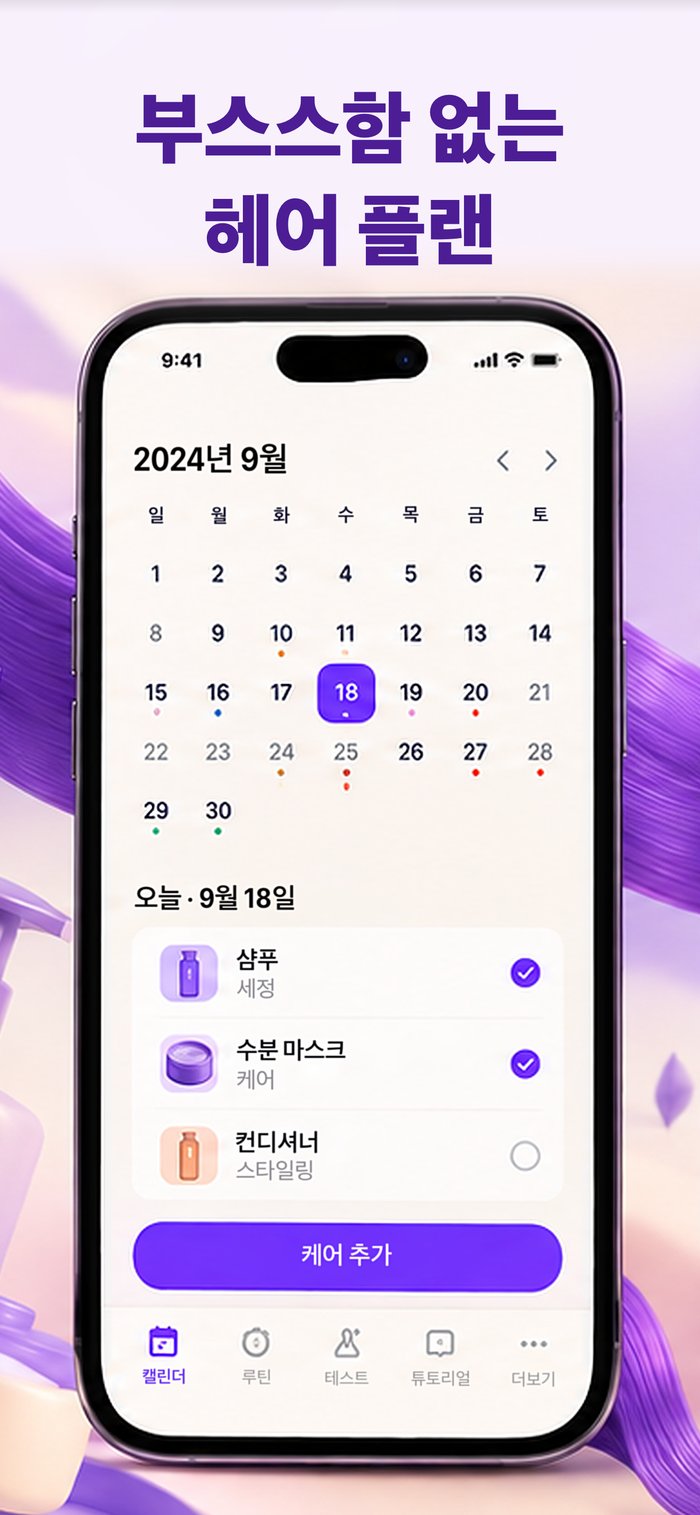 부스스함 없는
헤어 플랜
9:41
2024년 9월
일 월 화 수 목 금 토
1 2 3 4 5 6 7
8 9 10 11 12 13 14
15 16 17 18 19 20 21
22 23 24 25 26 27 28
29 30
오늘 · 9월 18일
샴푸
세정
수분 마스크
케어
컨디셔너
스타일링
케어 추가
캘린더 루틴 테스트 튜토리얼 더보기